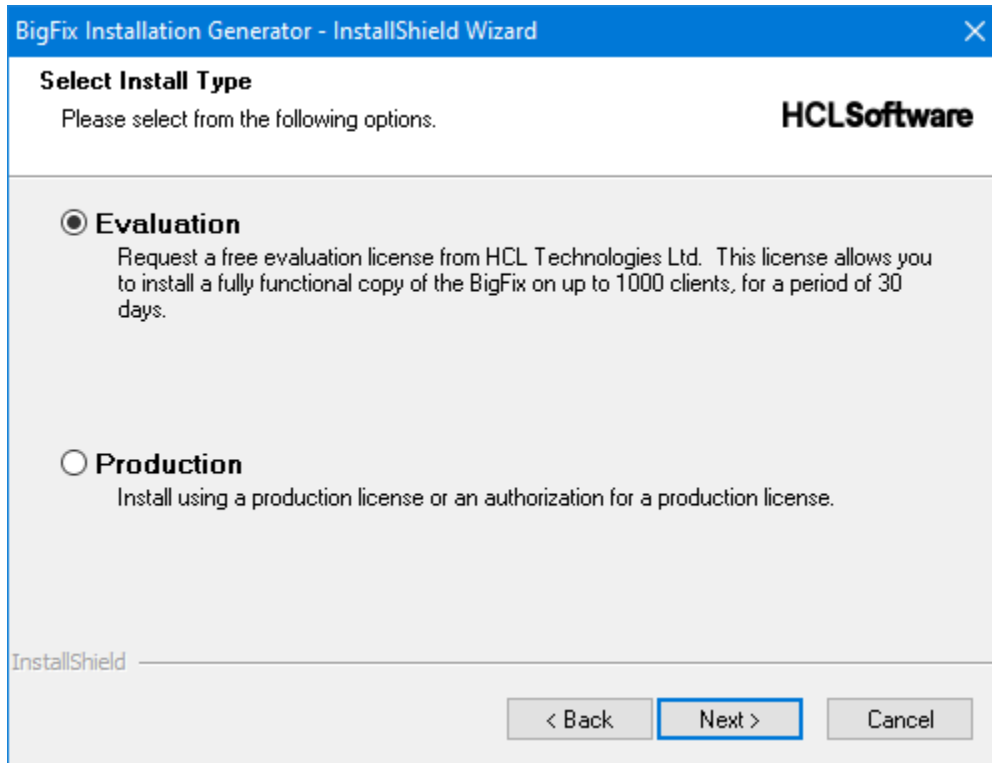 BigFix Installation Generator - InstallShield Wizard
Select Install Type
Please select from the following options.
HCLSoftware
Evaluation
Request a free evaluation license from HCL Technologies Ltd.  This license allows you
to install a fully functional copy of the BigFix on up to 1000 clients, for a period of 30
days.
Production
Install using a production license or an authorization for a production license.
InstallShield
< Back
Next >
Cancel